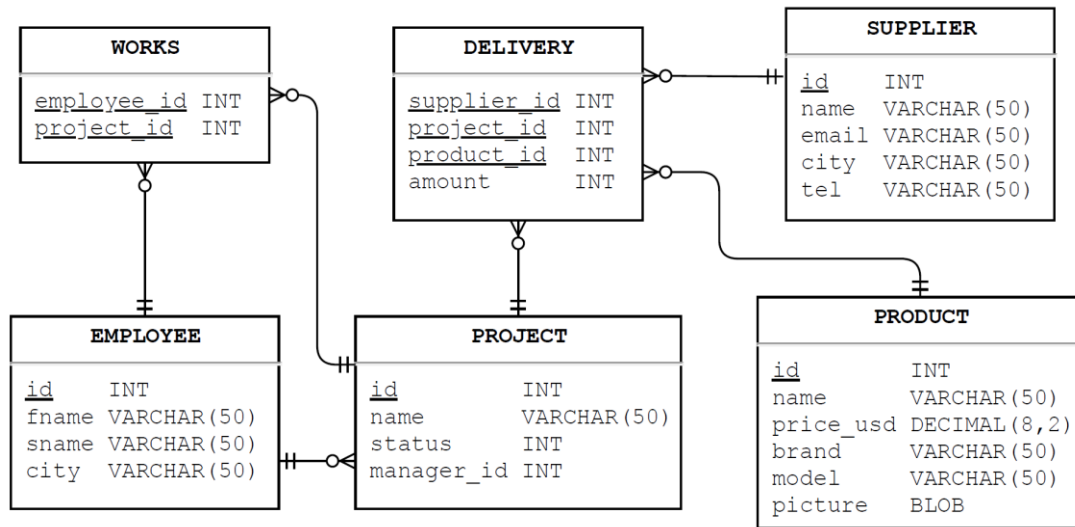 WORKS
employee_id INT
project_id INT
DELIVERY
supplier_id INT
project_id INT
product_id INT
amount INT
SUPPLIER
id INT
name VARCHAR(50)
email VARCHAR(50)
city VARCHAR(50)
tel VARCHAR(50)
EMPLOYEE
id INT
fname VARCHAR(50)
sname VARCHAR(50)
city VARCHAR(50)
PROJECT
id INT
name VARCHAR(50)
status INT
manager_id INT
PRODUCT
id INT
name VARCHAR(50)
price_usd DECIMAL(8,2)
brand VARCHAR(50)
model VARCHAR(50)
picture BLOB